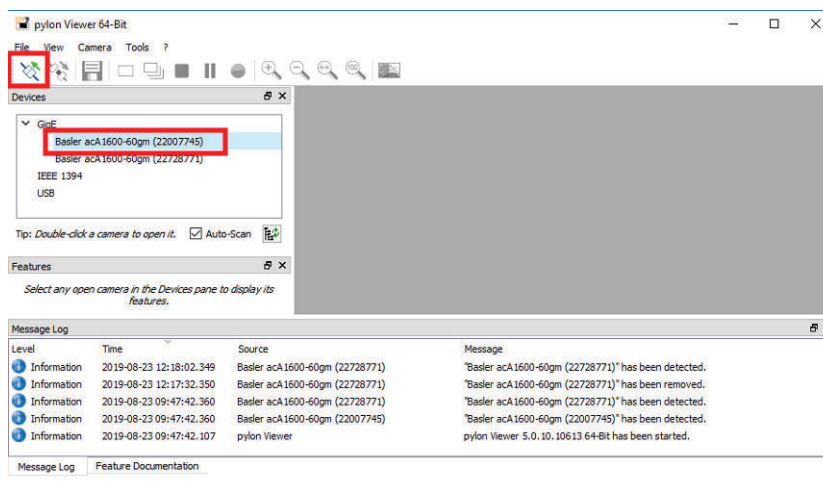 pylon Viewer 64-Bit
File View Camera Tools ?
100
Devices
GigE
Basler acA1600-60gm (22007745)
Basler acA1600-60gm (22728771)
IEEE 1394
USB
Tip: Double-click a camera to open it. Auto-Scan
Features
Select any open camera in the Devices pane to display its
features.
Message Log
Level Time Source Message
Information 2019-08-23 12:18:02.349 Basler acA1600-60gm (22728771) "Basler acA1600-60gm (22728771)" has been detected.
Information 2019-08-23 12:17:32.350 Basler acA1600-60gm (22728771) "Basler acA1600-60gm (22728771)" has been removed.
Information 2019-08-23 09:47:42.360 Basler acA1600-60gm (22728771) "Basler acA1600-60gm (22728771)" has been detected.
Information 2019-08-23 09:47:42.360 Basler acA1600-60gm (22007745) "Basler acA1600-60gm (22007745)" has been detected.
Information 2019-08-23 09:47:42.107 pylon Viewer pylon Viewer 5.0.10.10613 64-Bit has been started.
Message Log Feature Documentation